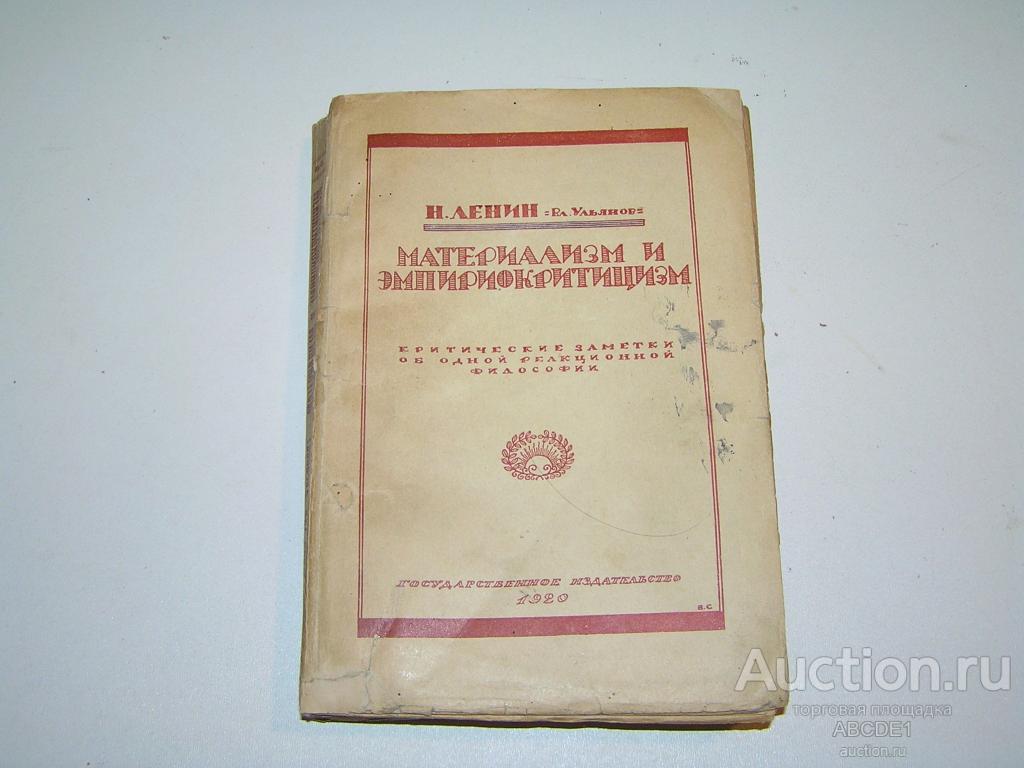 Н. ЛЕНИН =Вл. Ульянов=
МАТЕРИАЛИЗМ И
ЭМПИРИОКРИТИЦИЗМ
КРИТИЧЕСКИЕ ЗАМЕТКИ
ОБ ОДНОЙ РЕАКЦИОННОЙ
ФИЛОСОФИИ
ГОСУДАРСТВЕННОЕ ИЗДАТЕЛЬСТВО
1920
В.С
Auction.ru
торговая площадка
ABCDE1
auction.ru